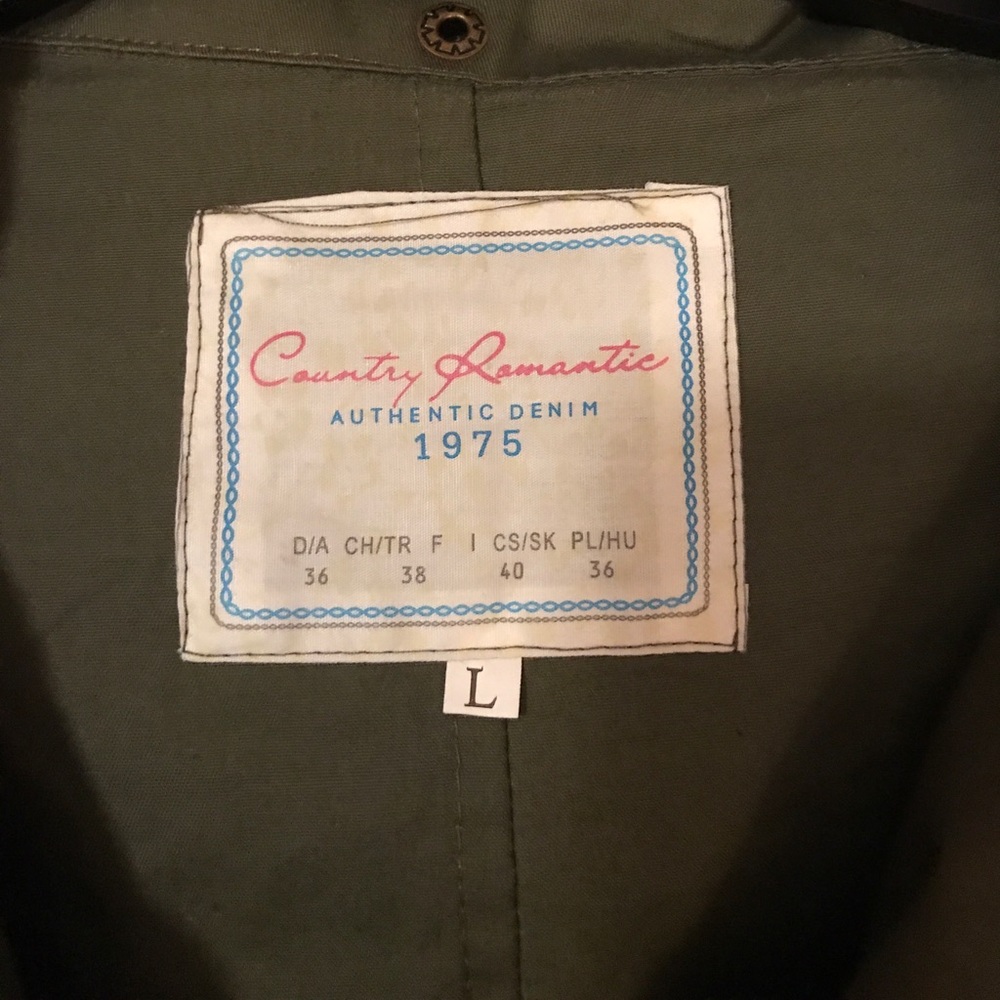 Country Romantic
AUTHENTIC DENIM
1975
D/A CH/TR F I CS/SK PL/HU
36 38 40 36
L